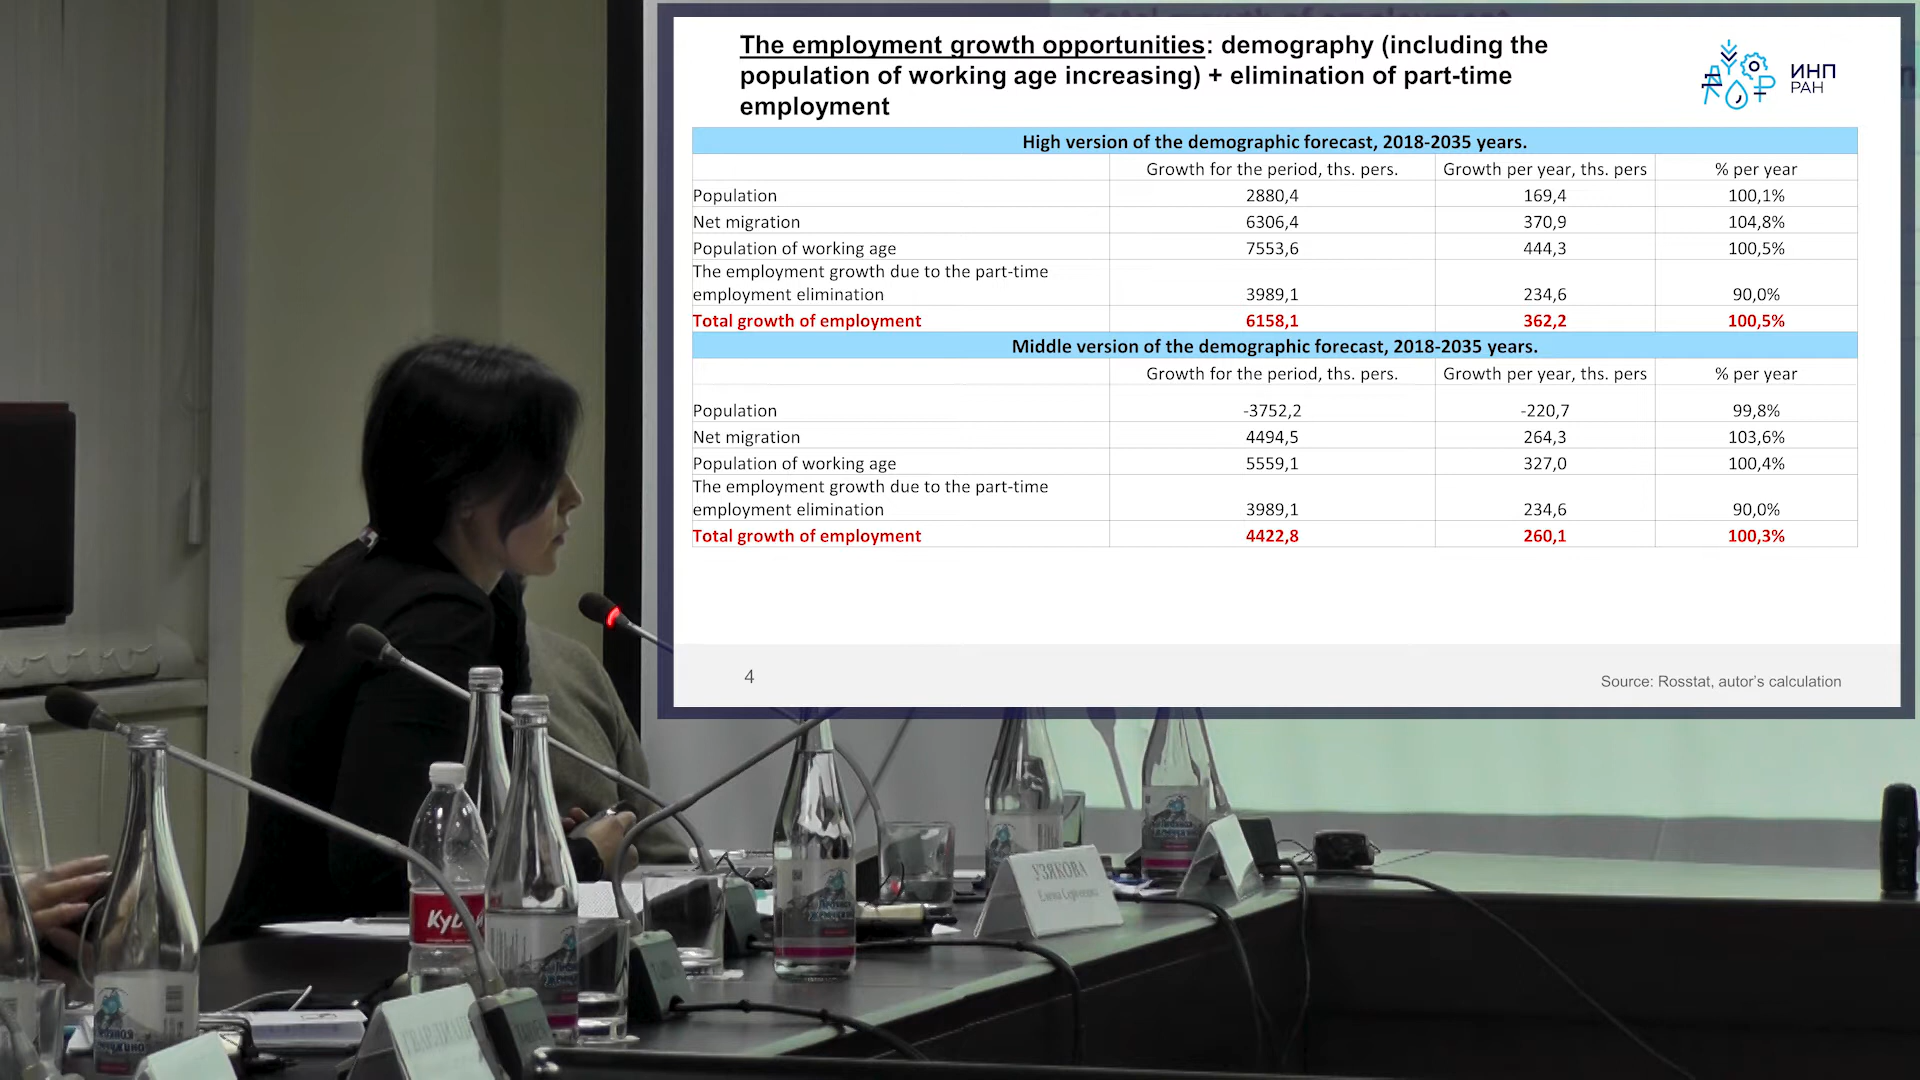 The employment growth opportunities: demography (including the
population of working age increasing) + elimination of part-time
employment
ИНП
РАН
High version of the demographic forecast, 2018-2035 years.
Growth for the period, ths. pers. Growth per year, ths. pers % per year
Population 2880,4 169,4 100,1%
Net migration 6306,4 370,9 104,8%
Population of working age 7553,6 444,3 100,5%
The employment growth due to the part-time
employment elimination 3989,1 234,6 90,0%
Total growth of employment 6158,1 362,2 100,5%
Middle version of the demographic forecast, 2018-2035 years.
Growth for the period, ths. pers. Growth per year, ths. pers % per year
Population -3752,2 -220,7 99,8%
Net migration 4494,5 264,3 103,6%
Population of working age 5559,1 327,0 100,4%
The employment growth due to the part-time
employment elimination 3989,1 234,6 90,0%
Total growth of employment 4422,8 260,1 100,3%
4
Source: Rosstat, autor's calculation
УЗЯКОВА
Елена Сергеевна